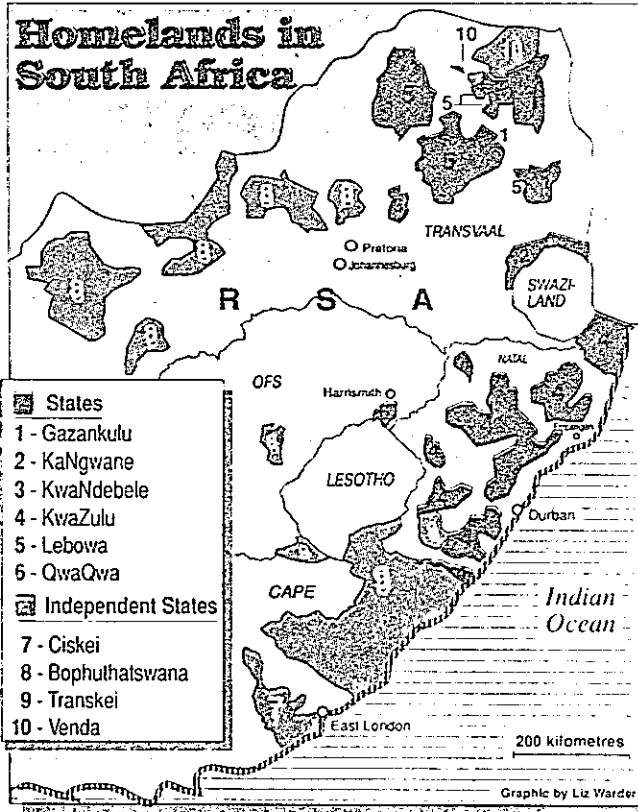 Homelands in
South Africa
10
5
1
5
TRANSVAAL
Pretoria
Johannesburg
SWAZI-
LAND
R S A
NATAL
OFS
Harrismith
LESOTHO
Durban
CAPE
Indian
Ocean
East London
200 kilometres
Graphic by Liz Warder
States
1 - Gazankulu
2 - KaNgwane
3 - KwaNdebele
4 - KwaZulu
5 - Lebowa
6 - QwaQwa
Independent States
7 - Ciskei
8 - Bophuthatswana
9 - Transkei
10 - Venda